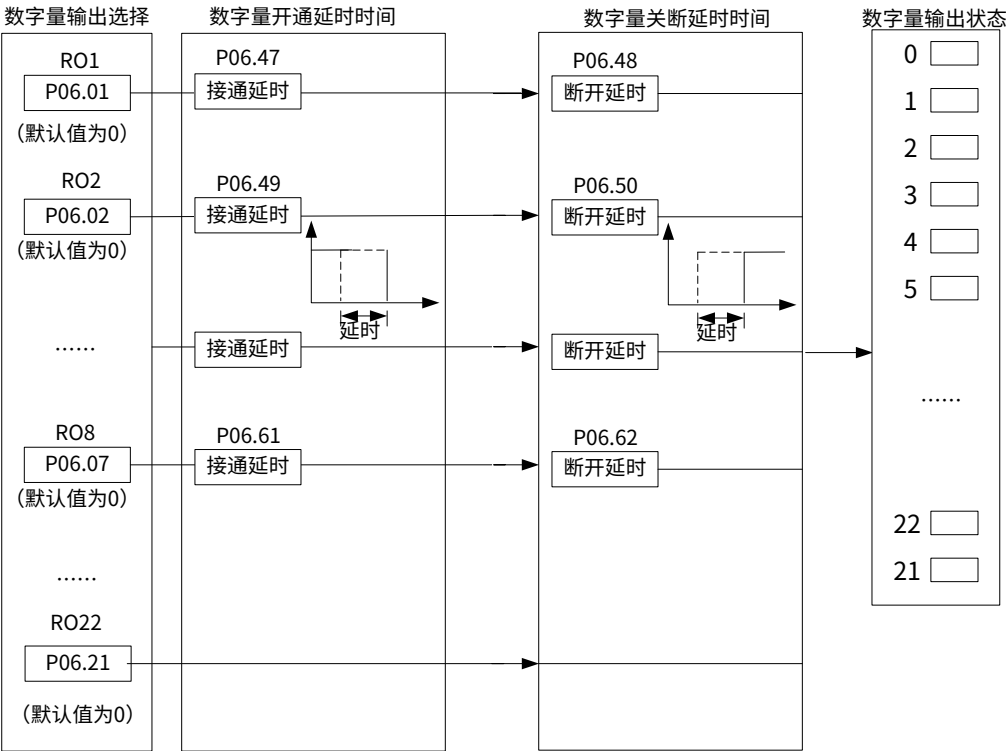 数字量输出选择
数字量开通延时时间
数字量关断延时时间
数字量输出状态
RO1
P06.01
(默认值为0)
P06.47
接通延时
P06.48
断开延时
RO2
P06.02
(默认值为0)
P06.49
接通延时
延时
P06.50
断开延时
延时
......
接通延时
断开延时
RO8
P06.07
(默认值为0)
P06.61
接通延时
P06.62
断开延时
......
RO22
P06.21
(默认值为0)
0
1
2
3
4
5
......
22
21